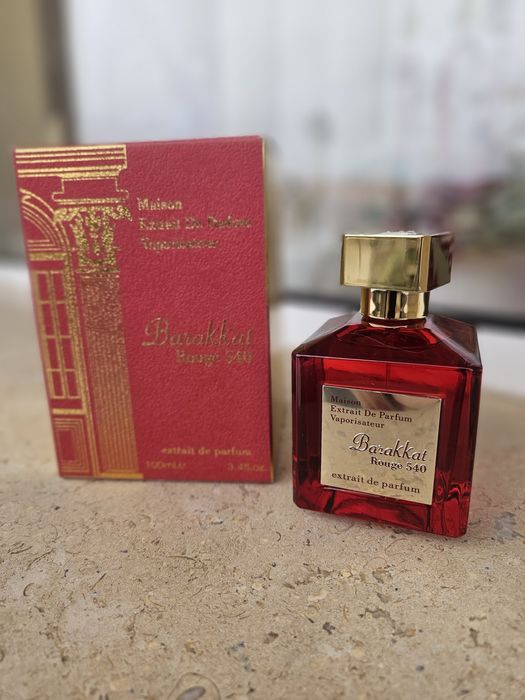 Maison
Extrait De Parfum
Vaporisateur
Barakkat
Rouge 540
extrait de parfum
100ml.℮ 3.4fl.oz.
Maison
Extrait De Parfum
Vaporisateur
Barakkat
Rouge 540
extrait de parfum